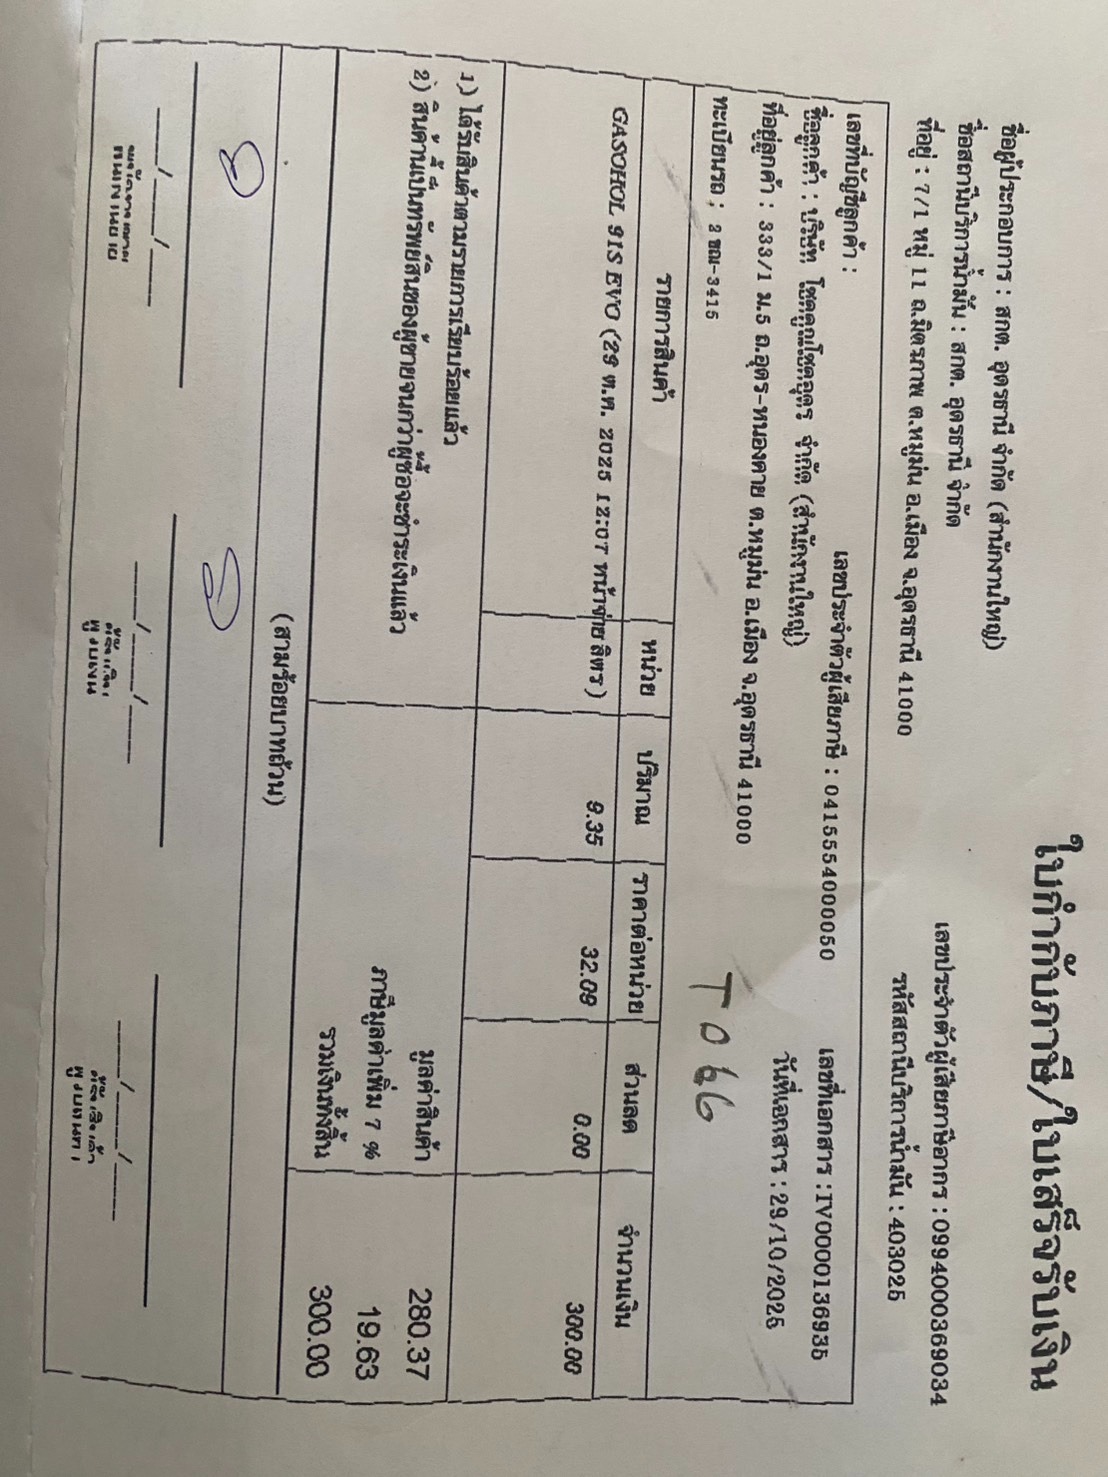 ใบกำกับภาษี/ใบเสร็จรับเงิน
ชื่อผู้ประกอบการ : สกต. อุดรธานี จำกัด (สำนักงานใหญ่) เลขประจำตัวผู้เสียภาษีอากร : 0994000369034
ชื่อสถานีบริการน้ำมัน : สกต. อุดรธานี จำกัด รหัสสถานีบริการน้ำมัน : 403025
ที่อยู่ : 7/1 หมู่ 11 ถ.มิตรภาพ ต.หมูม่น อ.เมือง จ.อุดรธานี 41000
เลขที่บัญชีลูกค้า : เลขประจำตัวผู้เสียภาษี : 0415554000050 เลขที่เอกสาร : IV0000136935
ชื่อลูกค้า : บริษัท โชคคูณโชคอุดร จำกัด (สำนักงานใหญ่) วันที่เอกสาร : 29/10/2025
ที่อยู่ลูกค้า : 333/1 ม.5 ถ.อุดร-หนองคาย ต.หมูม่น อ.เมือง จ.อุดรธานี 41000
ทะเบียนรถ : 3 ขฌ-3415 T066
รายการสินค้า หน่วย ปริมาณ ราคาต่อหน่วย ส่วนลด จำนวนเงิน
GASOHOL 91S EVO (29 ต.ค. 2025 12:07 หน้าจ่าย ลิตร) 9.35 32.09 0.00 300.00
1.) ได้รับสินค้าตามรายการเรียบร้อยแล้ว มูลค่าสินค้า 280.37
2) สินค้านี้เป็นทรัพย์สินของผู้ขายจนกว่าผู้ซื้อจะชำระเงินแล้ว ภาษีมูลค่าเพิ่ม 7 % 19.63
รวมเงินทั้งสิ้น 300.00
(สามร้อยบาทถ้วน)
___/___/___ ___/___/___ ___/___/___